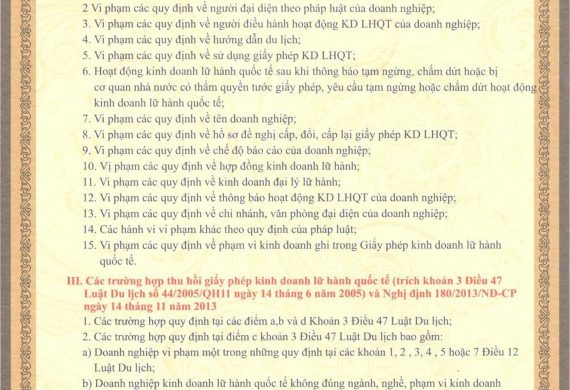 2 Vi phạm các quy định về người đại diện theo pháp luật của doanh nghiệp;
3. Vi phạm các quy định về người điều hành hoạt động KD LHQT của doanh nghiệp;
4. Vi phạm các quy định về hướng dẫn du lịch;
5. Vi phạm các quy định về sử dụng giấy phép KD LHQT;
6. Hoạt động kinh doanh lữ hành quốc tế sau khi thông báo tạm ngừng, chấm dứt hoặc bị
cơ quan nhà nước có thẩm quyền tước giấy phép, yêu cầu tạm ngừng hoặc chấm dứt hoạt động
kinh doanh lữ hành quốc tế;
7. Vi phạm các quy định về tên doanh nghiệp;
8. Vi phạm các quy định về hồ sơ đề nghị cấp, đổi, cấp lại giấy phép KD LHQT;
9. Vi phạm các quy định về chế độ báo cáo của doanh nghiệp;
10. Vị phạm các quy định về hợp đồng kinh doanh lữ hành;
11. Vi phạm các quy định về kinh doanh đại lý lữ hành;
12. Vi phạm các quy định về thông báo hoạt động KD LHQT của doanh nghiệp;
13. Vi phạm các quy định về chi nhánh, văn phòng đại diện của doanh nghiệp;
14. Các hành vi vi phạm khác theo quy định của pháp luật;
15. Vi phạm các quy định về phạm vi kinh doanh ghi trong Giấy phép kinh doanh lữ hành
quốc tế.
III. Các trường hợp thu hồi giấy phép kinh doanh lữ hành quốc tế (trích khoản 3 Điều 47
Luật Du lịch số 44/2005/QH11 ngày 14 tháng 6 năm 2005) và Nghị định 180/2013/NĐ-CP
ngày 14 tháng 11 năm 2013
1. Các trường hợp quy định tại các điểm a,b và d Khoản 3 Điều 47 Luật Du lịch;
2. Các trường hợp quy định tại điểm c khoản 3 Điều 47 Luật Du lịch bao gồm:
a) Doanh nghiệp vi phạm một trong những quy định tại các khoản 1, 2 , 3 , 4 , 5 hoặc 7 Điều 12
Luật Du lịch;
b) Doanh nghiệp kinh doanh lữ hành quốc tế không đúng ngành, nghề, phạm vi kinh doanh